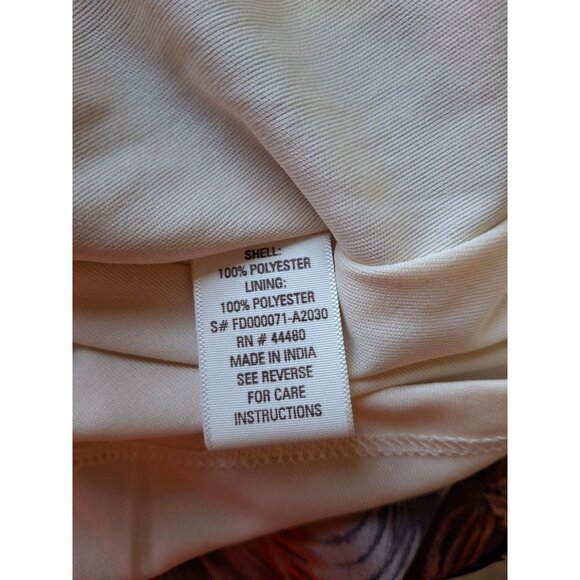 SHELL:
100% POLYESTER
LINING:
100% POLYESTER
S# FD000071-A2030
RN # 44480
MADE IN INDIA
SEE REVERSE
FOR CARE
INSTRUCTIONS